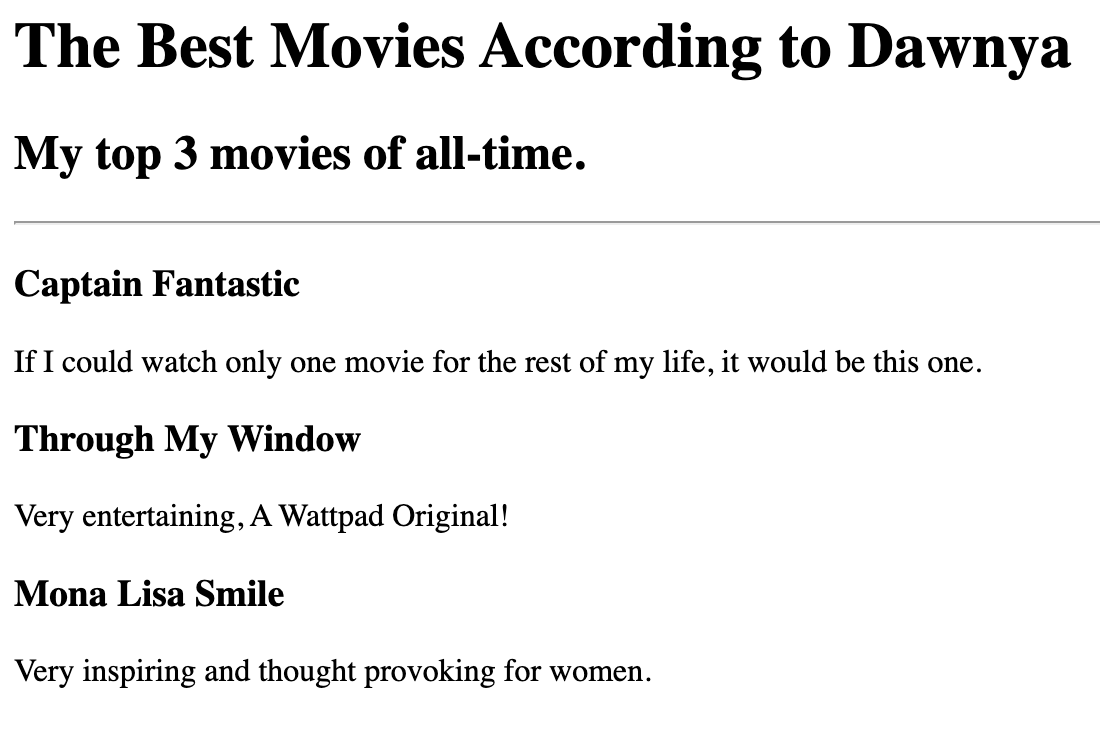 The Best Movies According to Dawnya
My top 3 movies of all-time.
Captain Fantastic
If I could watch only one movie for the rest of my life, it would be this one.
Through My Window
Very entertaining, A Wattpad Original!
Mona Lisa Smile
Very inspiring and thought provoking for women.